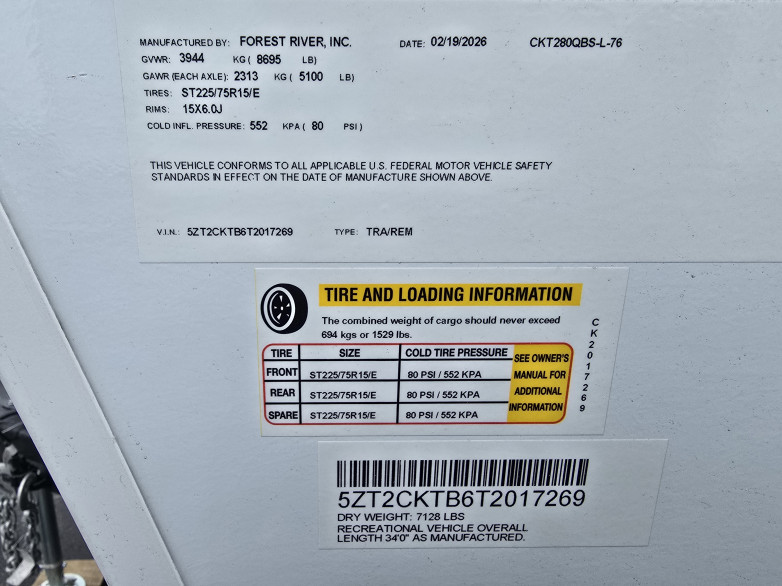 MANUFACTURED BY: FOREST RIVER, INC. DATE: 02/19/2026 CKT280QBS-L-76
GVWR: 3944 KG ( 8695 LB)
GAWR (EACH AXLE): 2313 KG ( 5100 LB)
TIRES: ST225/75R15/E
RIMS: 15X6.0J
COLD INFL. PRESSURE: 552 KPA ( 80 PSI )
THIS VEHICLE CONFORMS TO ALL APPLICABLE U.S. FEDERAL MOTOR VEHICLE SAFETY
STANDARDS IN EFFECT ON THE DATE OF MANUFACTURE SHOWN ABOVE.
V.I.N.: 5ZT2CKTB6T2017269 TYPE: TRA/REM
TIRE AND LOADING INFORMATION
The combined weight of cargo should never exceed
694 kgs or 1529 lbs.
TIRE SIZE COLD TIRE PRESSURE
FRONT ST225/75R15/E 80 PSI / 552 KPA
REAR ST225/75R15/E 80 PSI / 552 KPA
SPARE ST225/75R15/E 80 PSI / 552 KPA
SEE OWNER'S
MANUAL FOR
ADDITIONAL
INFORMATION
CK2017269
5ZT2CKTB6T2017269
DRY WEIGHT: 7128 LBS
RECREATIONAL VEHICLE OVERALL
LENGTH 34'0" AS MANUFACTURED.